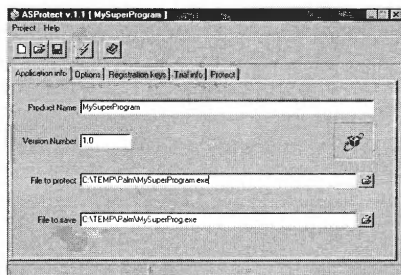 ASProtect v.1.1 [ MySuperProgram ]
Project Help
Application info Options Registration keys Trial info Protect
Product Name MySuperProgram
Version Number 1.0
File to protect C:\TEMP\Palm\MySuperProgram.exe
File to save C:\TEMP\Palm\MySuperProg.exe